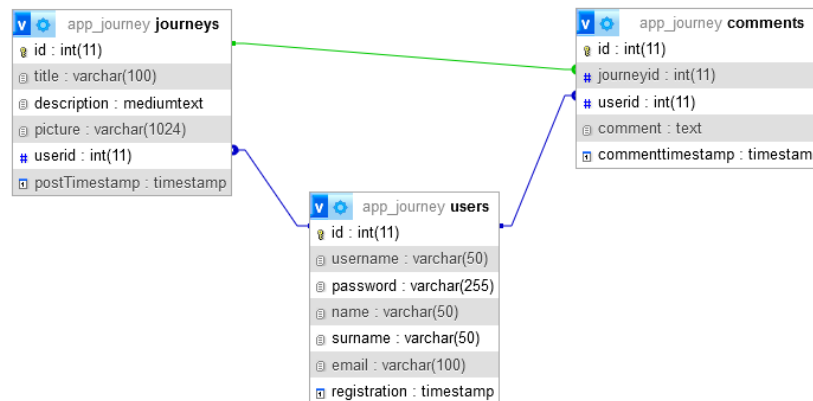 v app_journey journeys
id : int(11)
title : varchar(100)
description : mediumtext
picture : varchar(1024)
# userid : int(11)
postTimestamp : timestamp
v app_journey comments
id : int(11)
# journeyid : int(11)
# userid : int(11)
comment : text
commenttimestamp : timestam
v app_journey users
id : int(11)
username : varchar(50)
password : varchar(255)
name : varchar(50)
surname : varchar(50)
email : varchar(100)
registration : timestamp